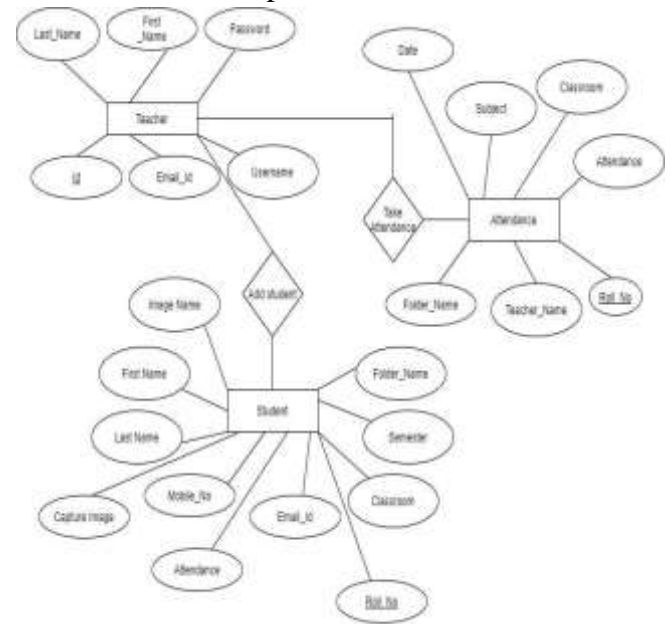 Last_Name
First
_Name
Password
Teacher
Id
Email_Id
Username
Date
Subject
Classroom
Attendance
Take
Attendance
Attendance
Folder_Name
Teacher_Name
Roll_No
Add student
Image Name
First Name
Last Name
Capture Image
Mobile_No
Attendance
Student
Folder_Name
Semester
Classroom
Email_Id
Roll_No